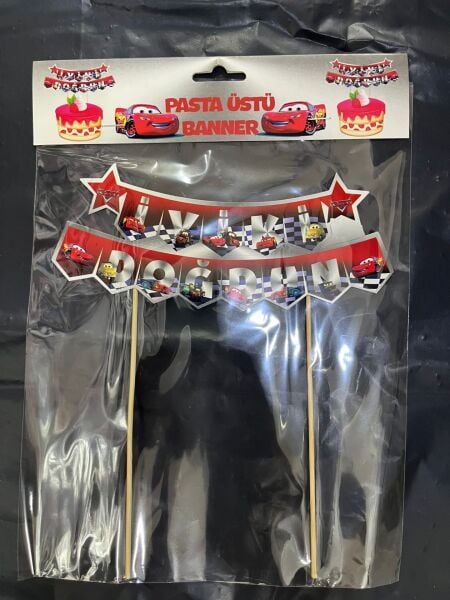 PASTA ÜSTÜ
BANNER
İYİKİ
DOĞDUN